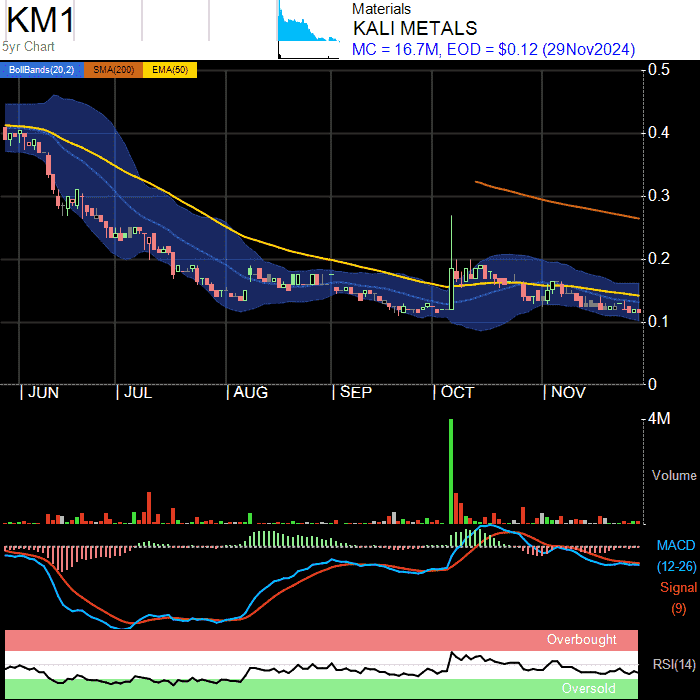 KM1
5yr Chart
Materials
KALI METALS
MC = 16.7M, EOD = $0.12 (29Nov2024)
BollBands(20,2) SMA(200) EMA(50)
0.5
0.4
0.3
0.2
0.1
0
JUN JUL AUG SEP OCT NOV
4M
Volume
MACD
(12-26)
Signal
(9)
Overbought
RSI(14)
Oversold